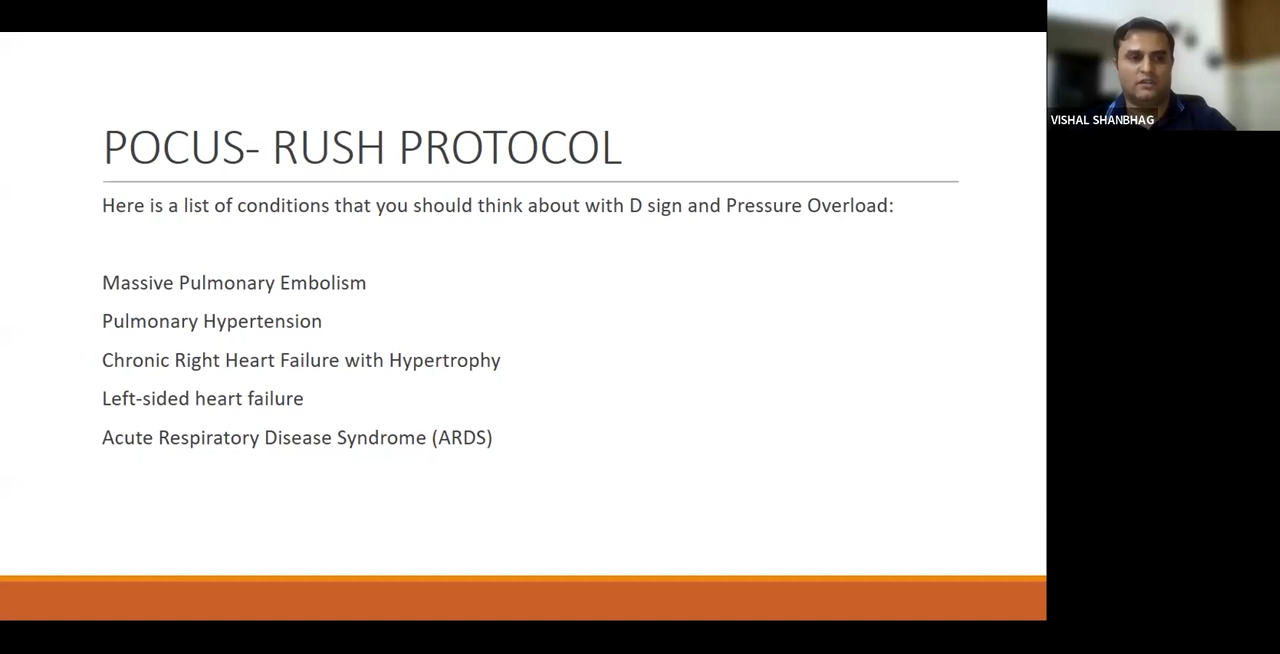 POCUS- RUSH PROTOCOL
Here is a list of conditions that you should think about with D sign and Pressure Overload:
Massive Pulmonary Embolism
Pulmonary Hypertension
Chronic Right Heart Failure with Hypertrophy
Left-sided heart failure
Acute Respiratory Disease Syndrome (ARDS)
VISHAL SHANBHAG